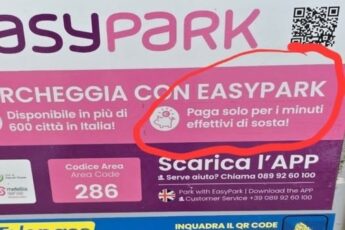 easyPARK
RCHEGGIA CON EASYPARK
Disponibile in più di
600 città in Italia!
Paga solo per i minuti
effettivi di sosta!
Codice Area
Area Code
286
Scarica l'APP
Serve aiuto? Chiama 089 92 60 100
Park with EasyPark | Download the APP
Customer Service +39 089 92 60 100
INQUADRA IL QR CODE